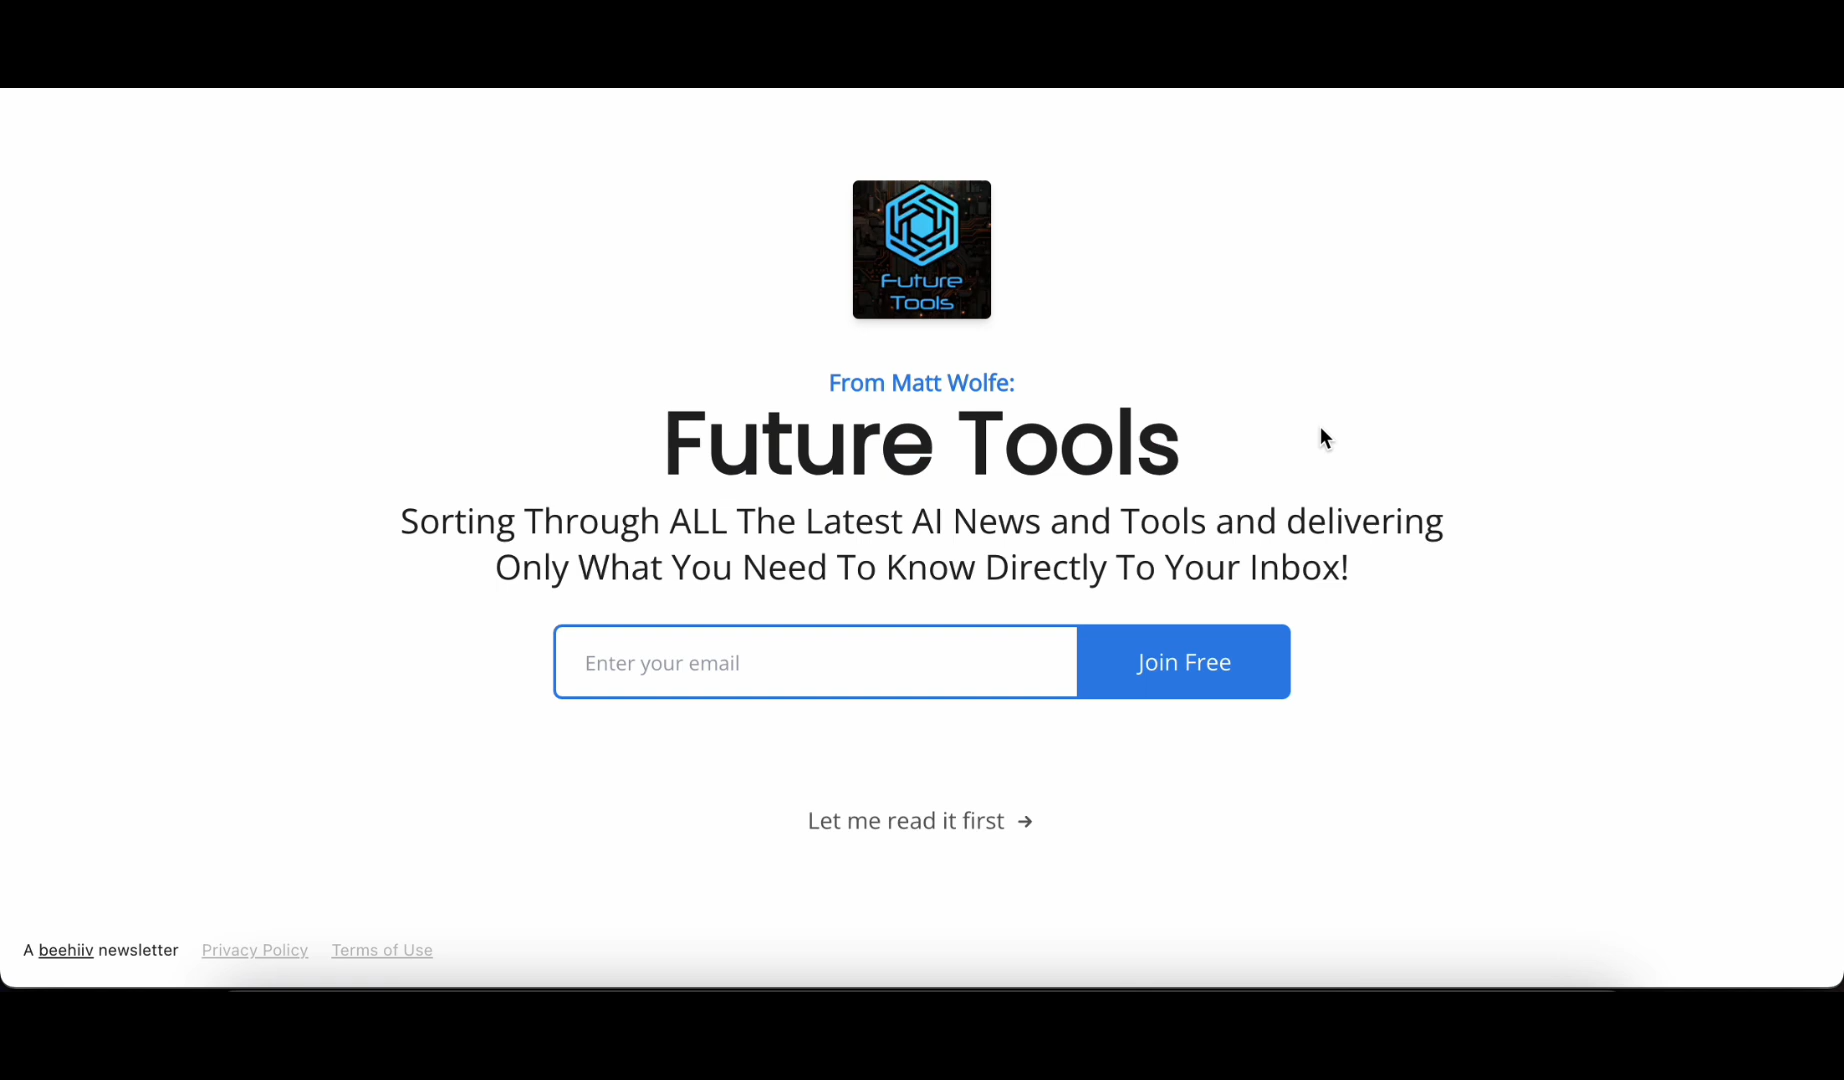 Future
Tools
From Matt Wolfe:
Future Tools
Sorting Through ALL The Latest AI News and Tools and delivering
Only What You Need To Know Directly To Your Inbox!
Enter your email
Join Free
Let me read it first →
A beehiiv newsletter Privacy Policy Terms of Use